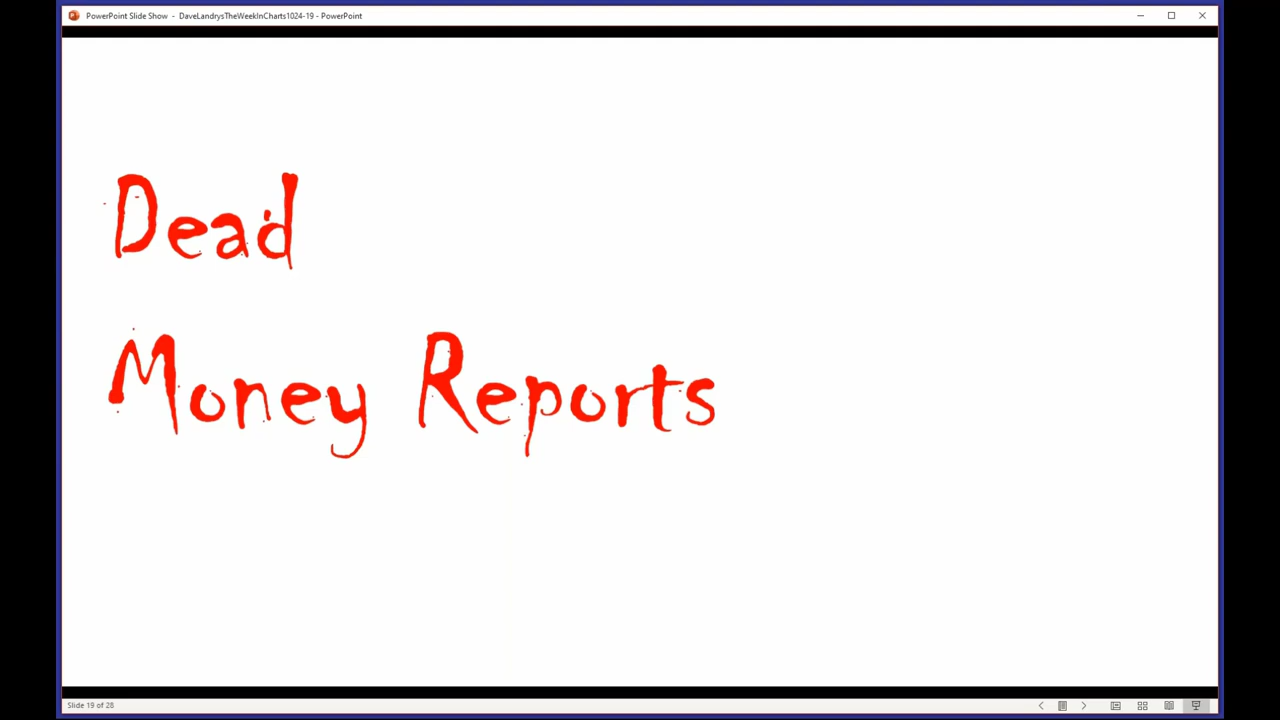 PowerPoint Slide Show - DaveLandrysTheWeekInCharts1024-19 - PowerPoint
Dead
Money Reports
Slide 19 of 28